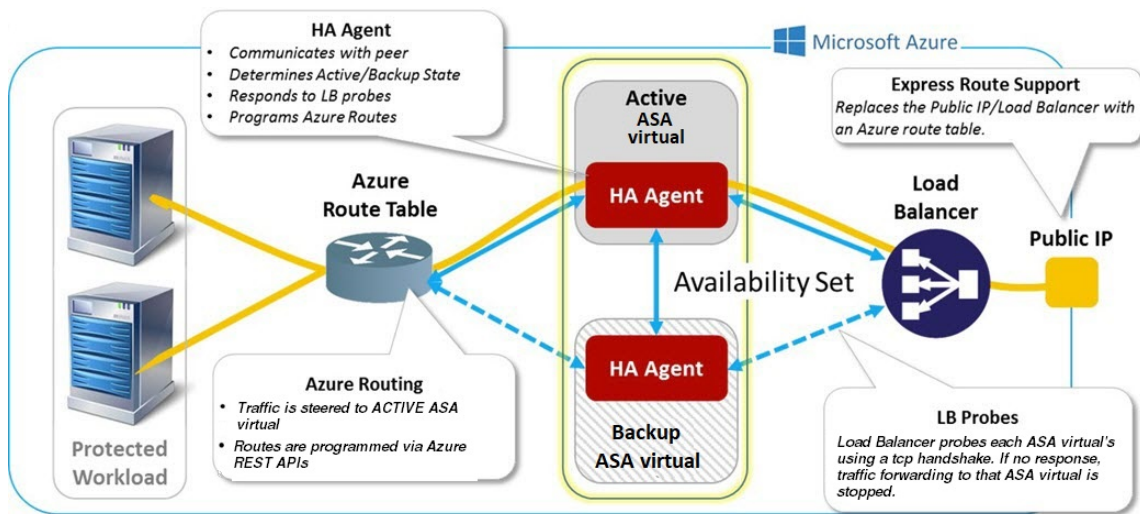 HA Agent
• Communicates with peer
• Determines Active/Backup State
• Responds to LB probes
• Programs Azure Routes
Microsoft Azure
Express Route Support
Replaces the Public IP/Load Balancer with
an Azure route table.
Active
ASA
virtual
HA Agent
Azure
Route Table
Load
Balancer
Public IP
Availability Set
HA Agent
Backup
ASA virtual
Protected
Workload
Azure Routing
• Traffic is steered to ACTIVE ASA
virtual
• Routes are programmed via Azure
REST APIs
LB Probes
Load Balancer probes each ASA virtual's
using a tcp handshake. If no response,
traffic forwarding to that ASA virtual is
stopped.